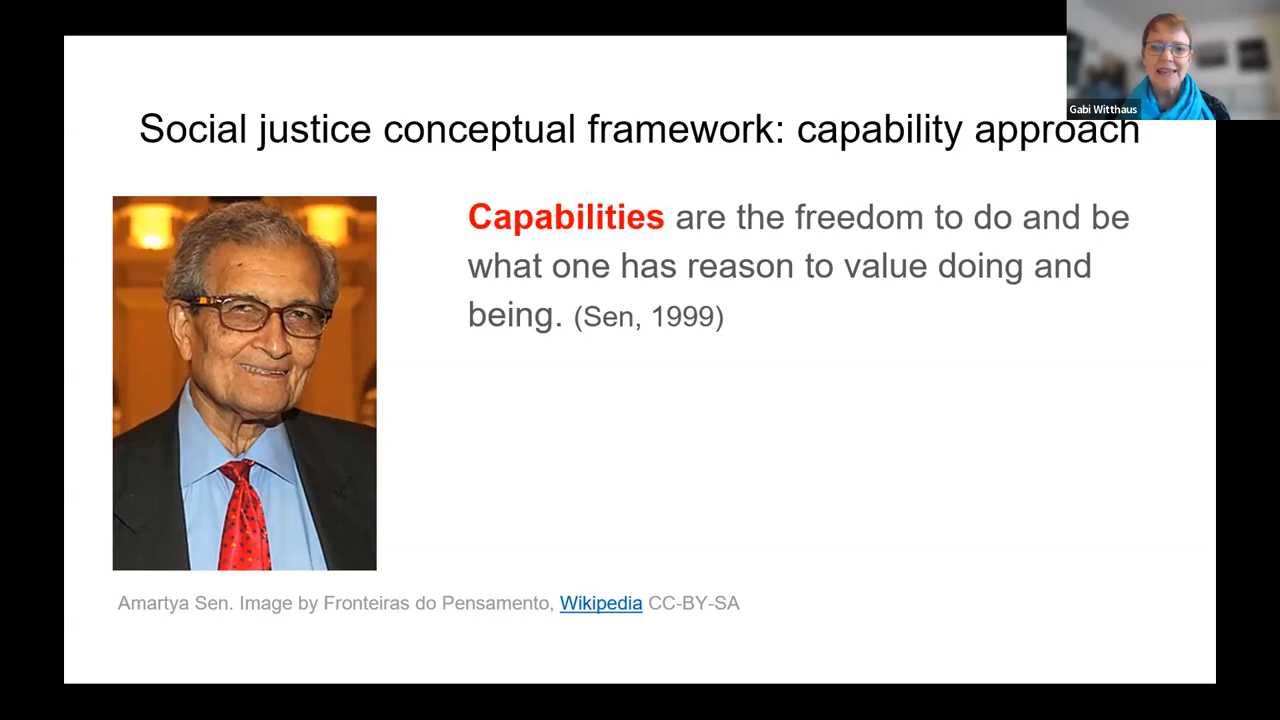 Gabi Witthaus
Social justice conceptual framework: capability approach
Capabilities are the freedom to do and be
what one has reason to value doing and
being. (Sen, 1999)
Amartya Sen. Image by Fronteiras do Pensamento, Wikipedia CC-BY-SA